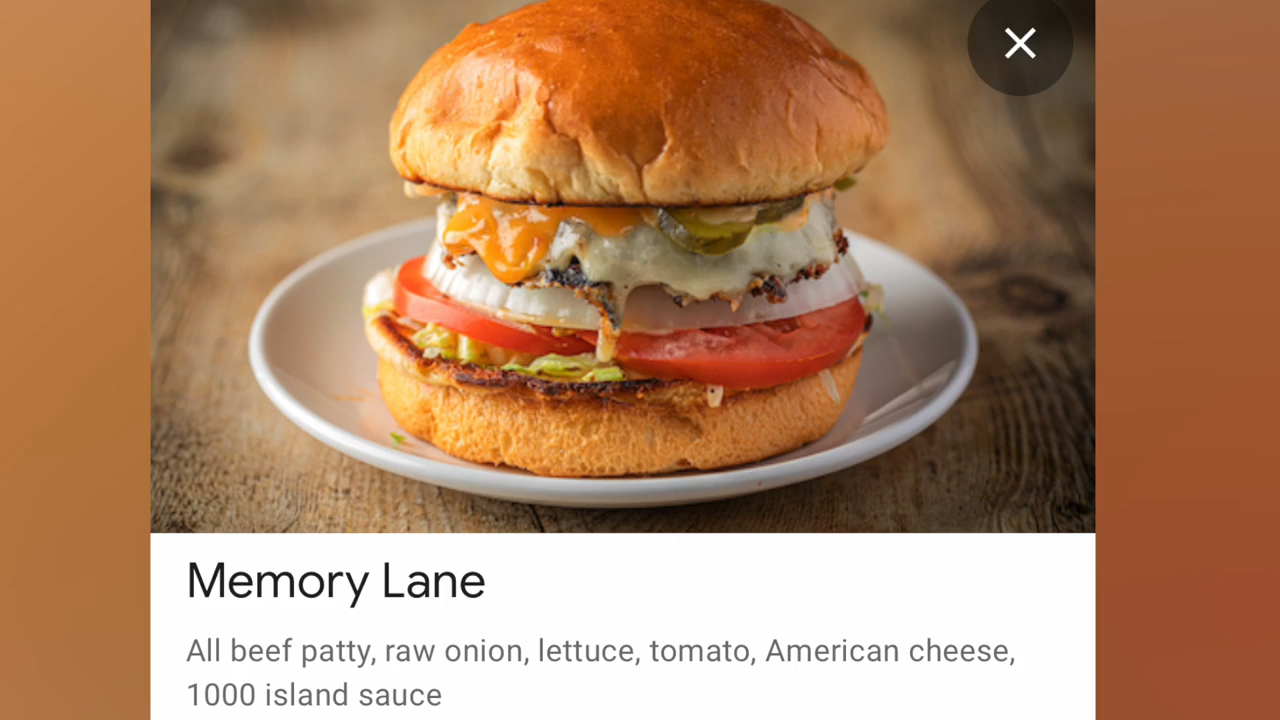 Memory Lane
All beef patty, raw onion, lettuce, tomato, American cheese,
1000 island sauce